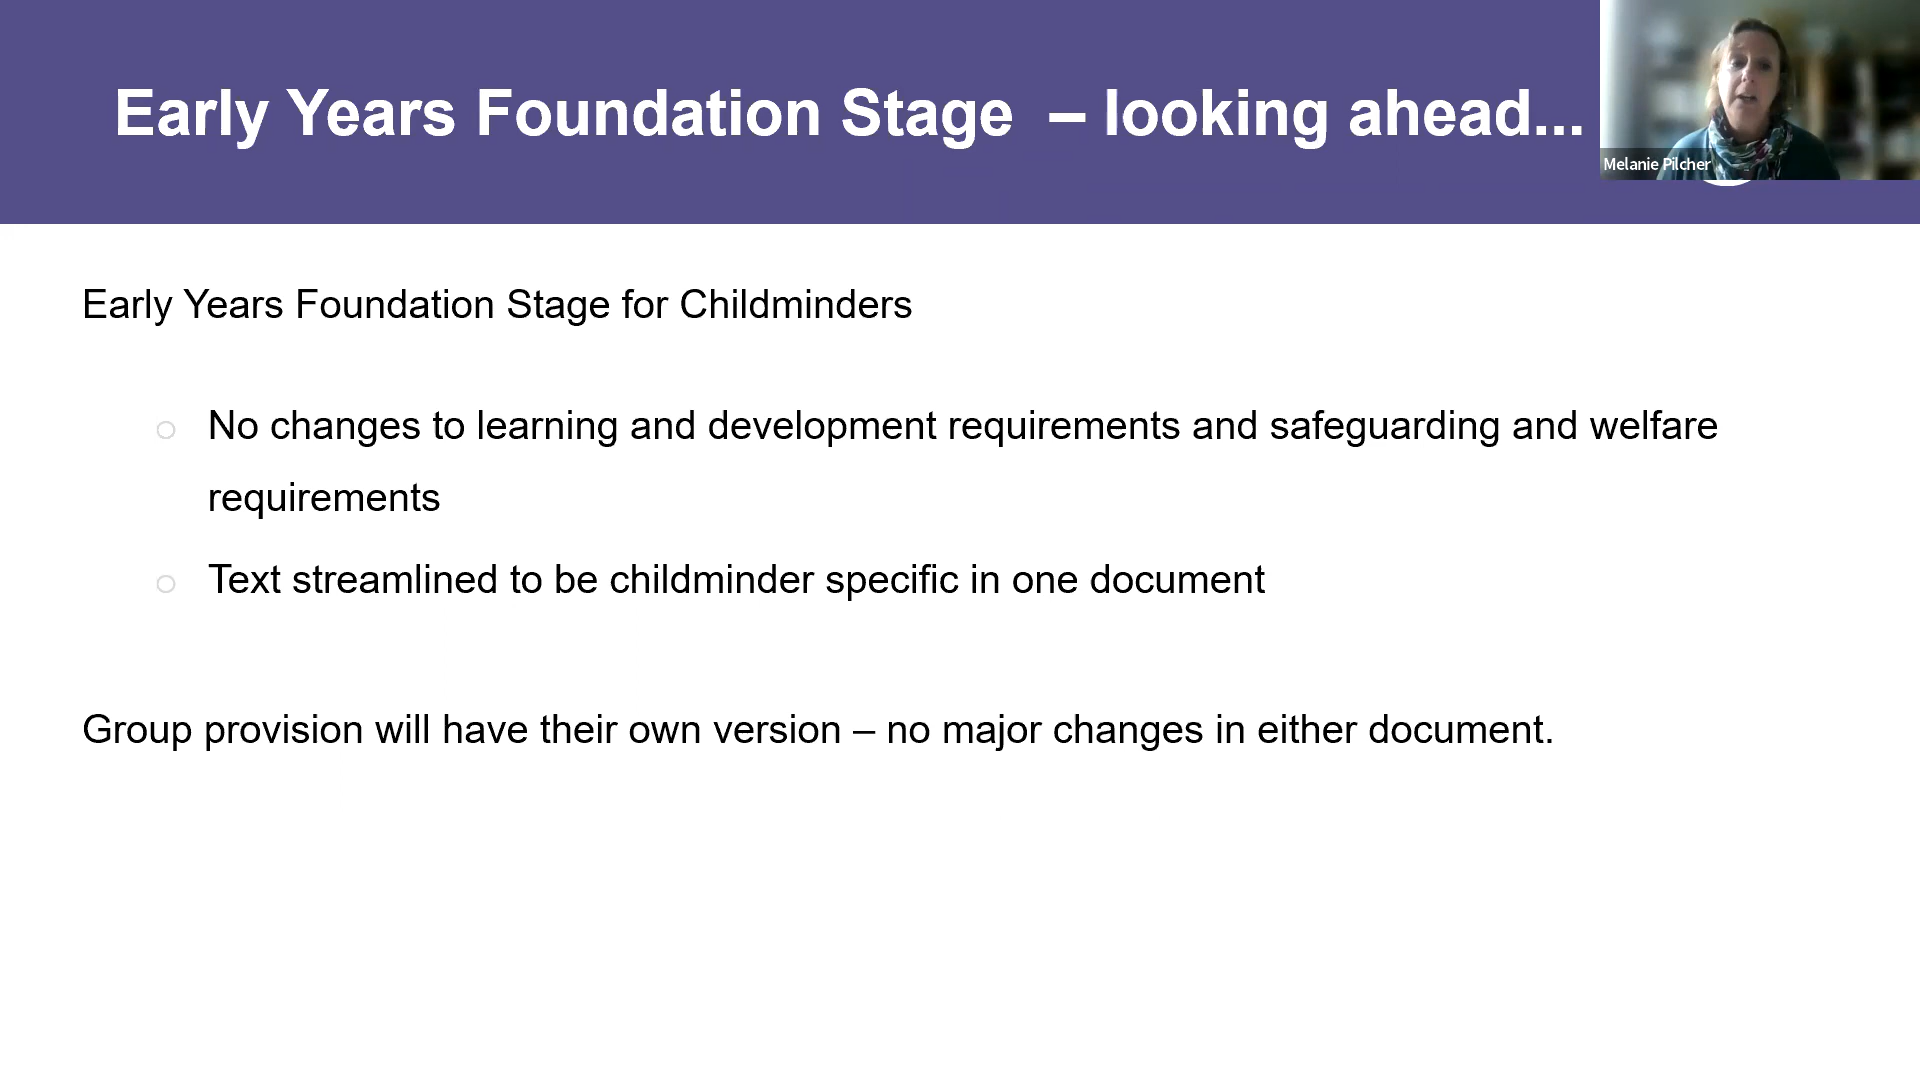 Early Years Foundation Stage – looking ahead...
Melanie Pilcher
Early Years Foundation Stage for Childminders
No changes to learning and development requirements and safeguarding and welfare
requirements
Text streamlined to be childminder specific in one document
Group provision will have their own version – no major changes in either document.